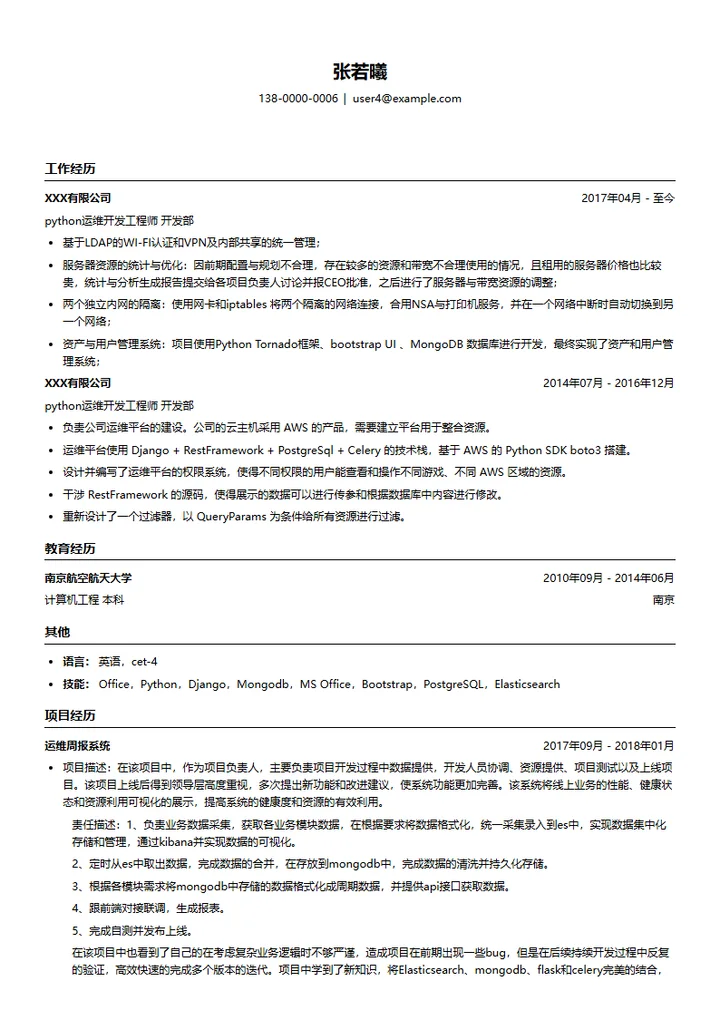 张若曦
138-0000-0006 | user4@example.com
工作经历
XXX有限公司 2017年04月 - 至今
python运维开发工程师 开发部
• 基于LDAP的WI-FI认证和VPN及内部共享的统一管理；
• 服务器资源的统计与优化：因前期配置与规划不合理，存在较多的资源和带宽不合理使用的情况，且租用的服务器价格也比较
贵，统计与分析生成报告提交给各项目负责人讨论并报CEO批准，之后进行了服务器与带宽资源的调整；
• 两个独立内网的隔离：使用网卡和iptables 将两个隔离的网络连接，合用NSA与打印机服务，并在一个网络中断时自动切换到另
一个网络；
• 资产与用户管理系统：项目使用Python Tornado框架、bootstrap UI 、MongoDB 数据库进行开发，最终实现了资产和用户管
理系统；
XXX有限公司 2014年07月 - 2016年12月
python运维开发工程师 开发部
• 负责公司运维平台的建设。公司的云主机采用 AWS 的产品，需要建立平台用于整合资源。
• 运维平台使用 Django + RestFramework + PostgreSql + Celery 的技术栈，基于 AWS 的 Python SDK boto3 搭建。
• 设计并编写了运维平台的权限系统，使得不同权限的用户能查看和操作不同游戏、不同 AWS 区域的资源。
• 干涉 RestFramework 的源码，使得展示的数据可以进行传参和根据数据库中内容进行修改。
• 重新设计了一个过滤器，以 QueryParams 为条件给所有资源进行过滤。
教育经历
南京航空航天大学 2010年09月 - 2014年06月
计算机工程 本科 南京
其他
• 语言： 英语，cet-4
• 技能： Office，Python，Django，Mongodb，MS Office，Bootstrap，PostgreSQL，Elasticsearch
项目经历
运维周报系统 2017年09月 - 2018年01月
• 项目描述：在该项目中，作为项目负责人，主要负责项目开发过程中数据提供，开发人员协调、资源提供、项目测试以及上线项
目。该项目上线后得到领导层高度重视，多次提出新功能和改进建议，使系统功能更加完善。该系统将线上业务的性能、健康状
态和资源利用可视化的展示，提高系统的健康度和资源的有效利用。
责任描述：1、负责业务数据采集，获取各业务模块数据，在根据要求将数据格式化，统一采集录入到es中，实现数据集中化
存储和管理，通过kibana并实现数据的可视化。
2、定时从es中取出数据，完成数据的合并，在存放到mongodb中，完成数据的清洗并持久化存储。
3、根据各模块需求将mongodb中存储的数据格式化成周期数据，并提供api接口获取数据。
4、跟前端对接联调，生成报表。
5、完成自测并发布上线。
在该项目中也看到了自己的在考虑复杂业务逻辑时不够严谨，造成项目在前期出现一些bug，但是在后续持续开发过程中反复
的验证，高效快速的完成多个版本的迭代。项目中学到了新知识，将Elasticsearch、mongodb、flask和celery完美的结合，